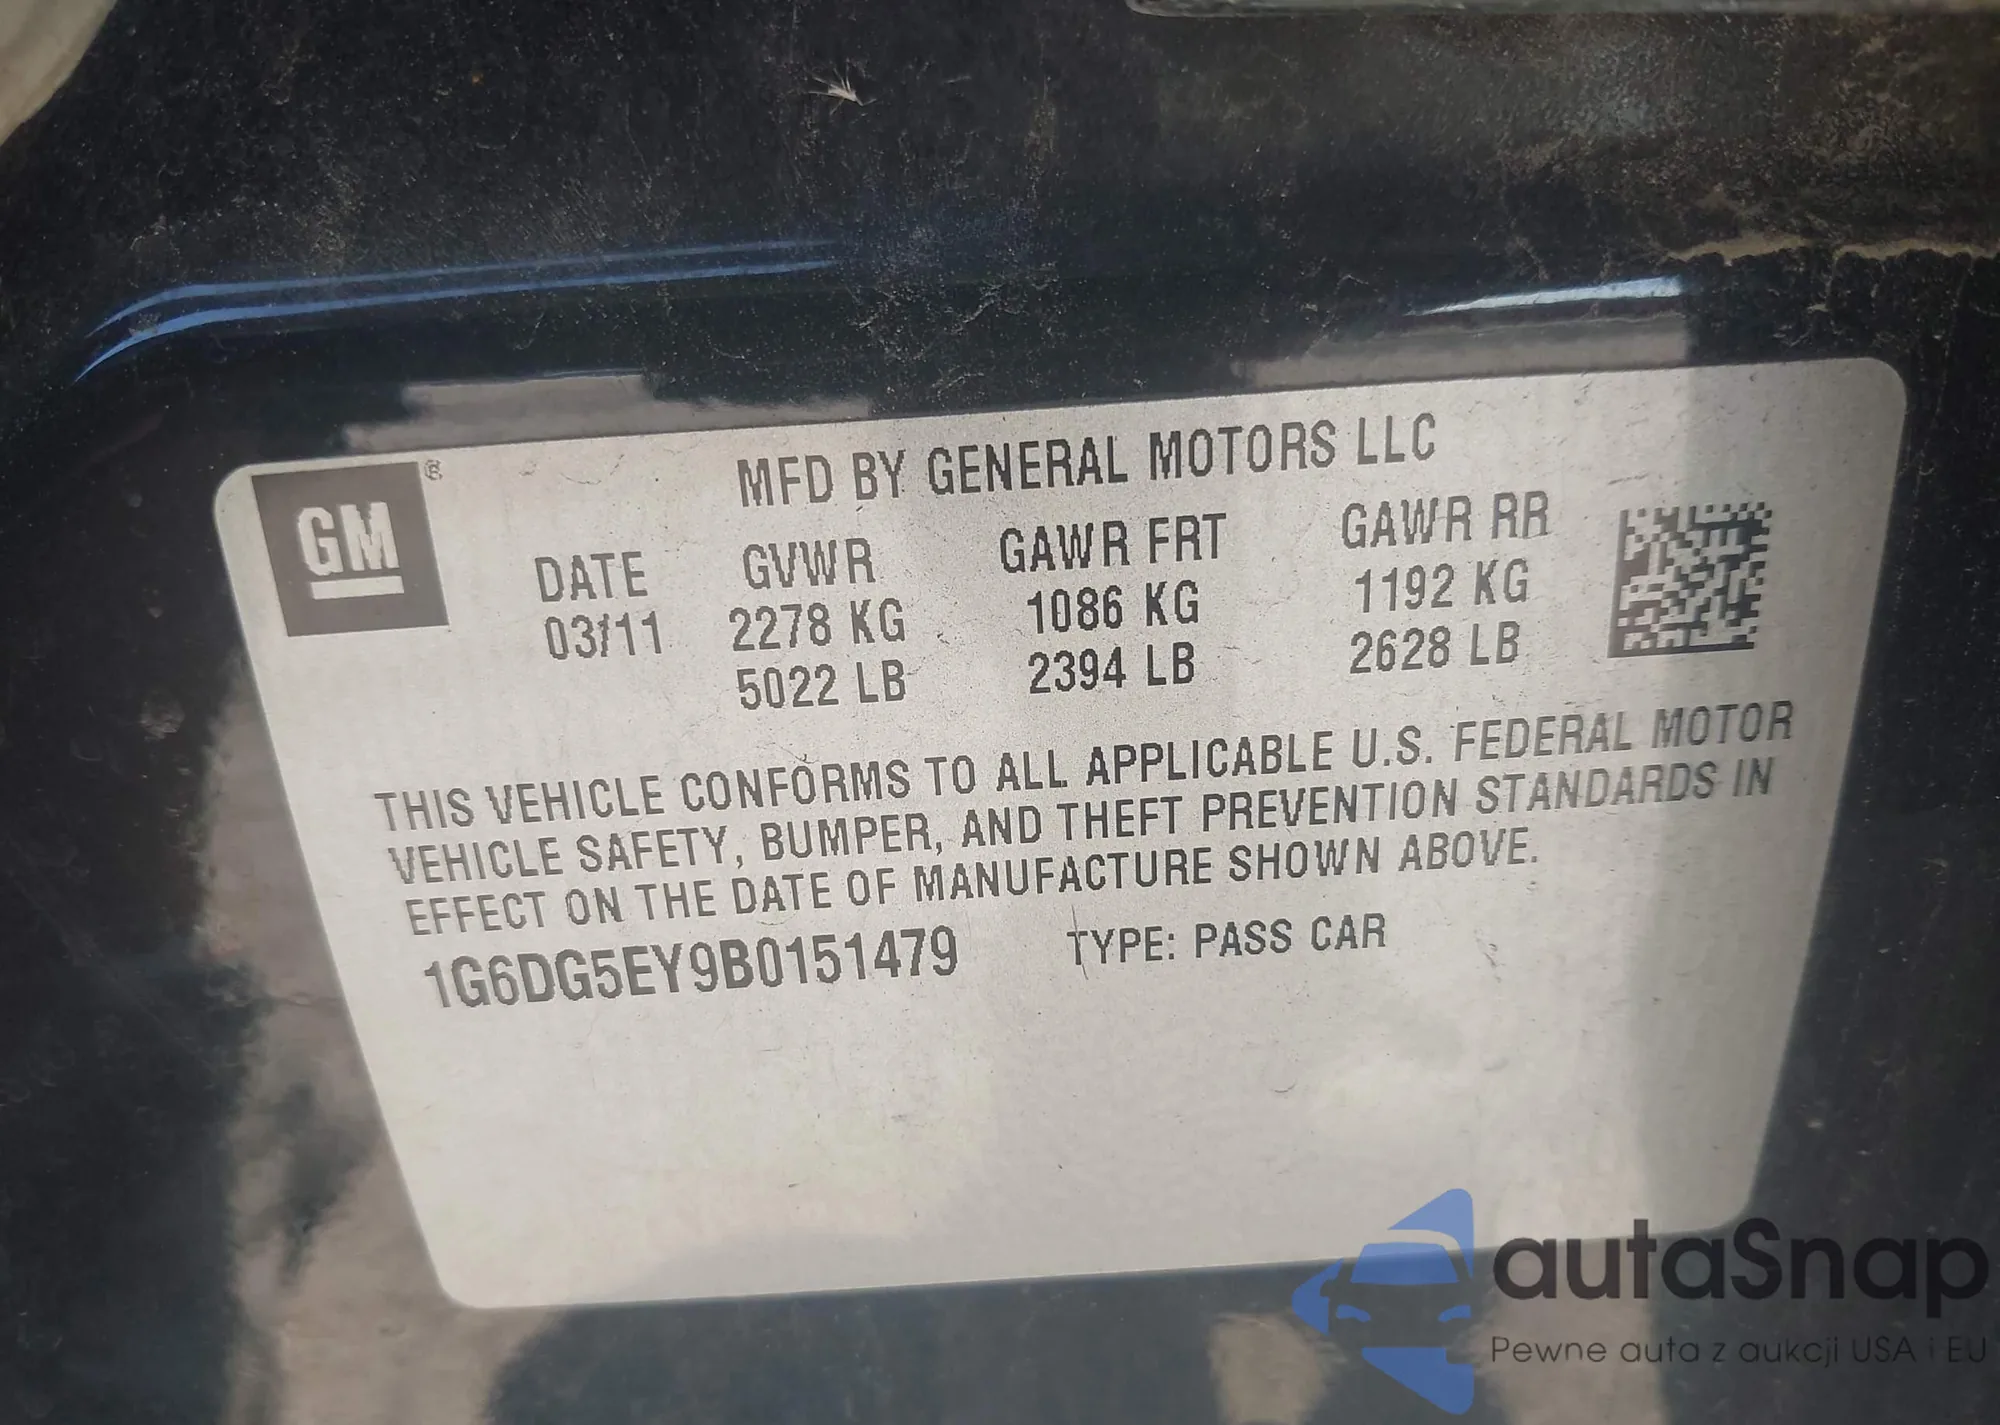 GM ®
MFD BY GENERAL MOTORS LLC
DATE GVWR GAWR FRT GAWR RR
03/11 2278 KG 1086 KG 1192 KG
5022 LB 2394 LB 2628 LB
THIS VEHICLE CONFORMS TO ALL APPLICABLE U.S. FEDERAL MOTOR
VEHICLE SAFETY, BUMPER, AND THEFT PREVENTION STANDARDS IN
EFFECT ON THE DATE OF MANUFACTURE SHOWN ABOVE.
1G6DG5EY9B0151479 TYPE: PASS CAR
autaSnap
Pewne auta z aukcji USA i EU